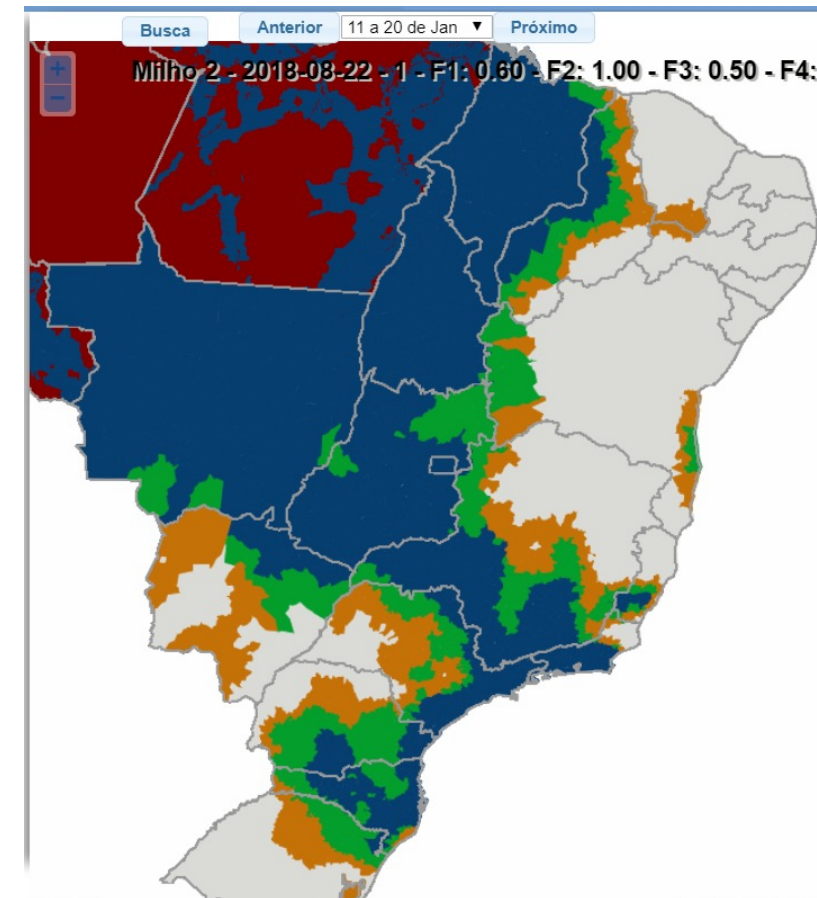 Busca Anterior 11 a 20 de Jan ▼ Próximo
+
Milho 2 - 2018-08-22 - 1 - F1: 0.60 - F2: 1.00 - F3: 0.50 - F4:
−